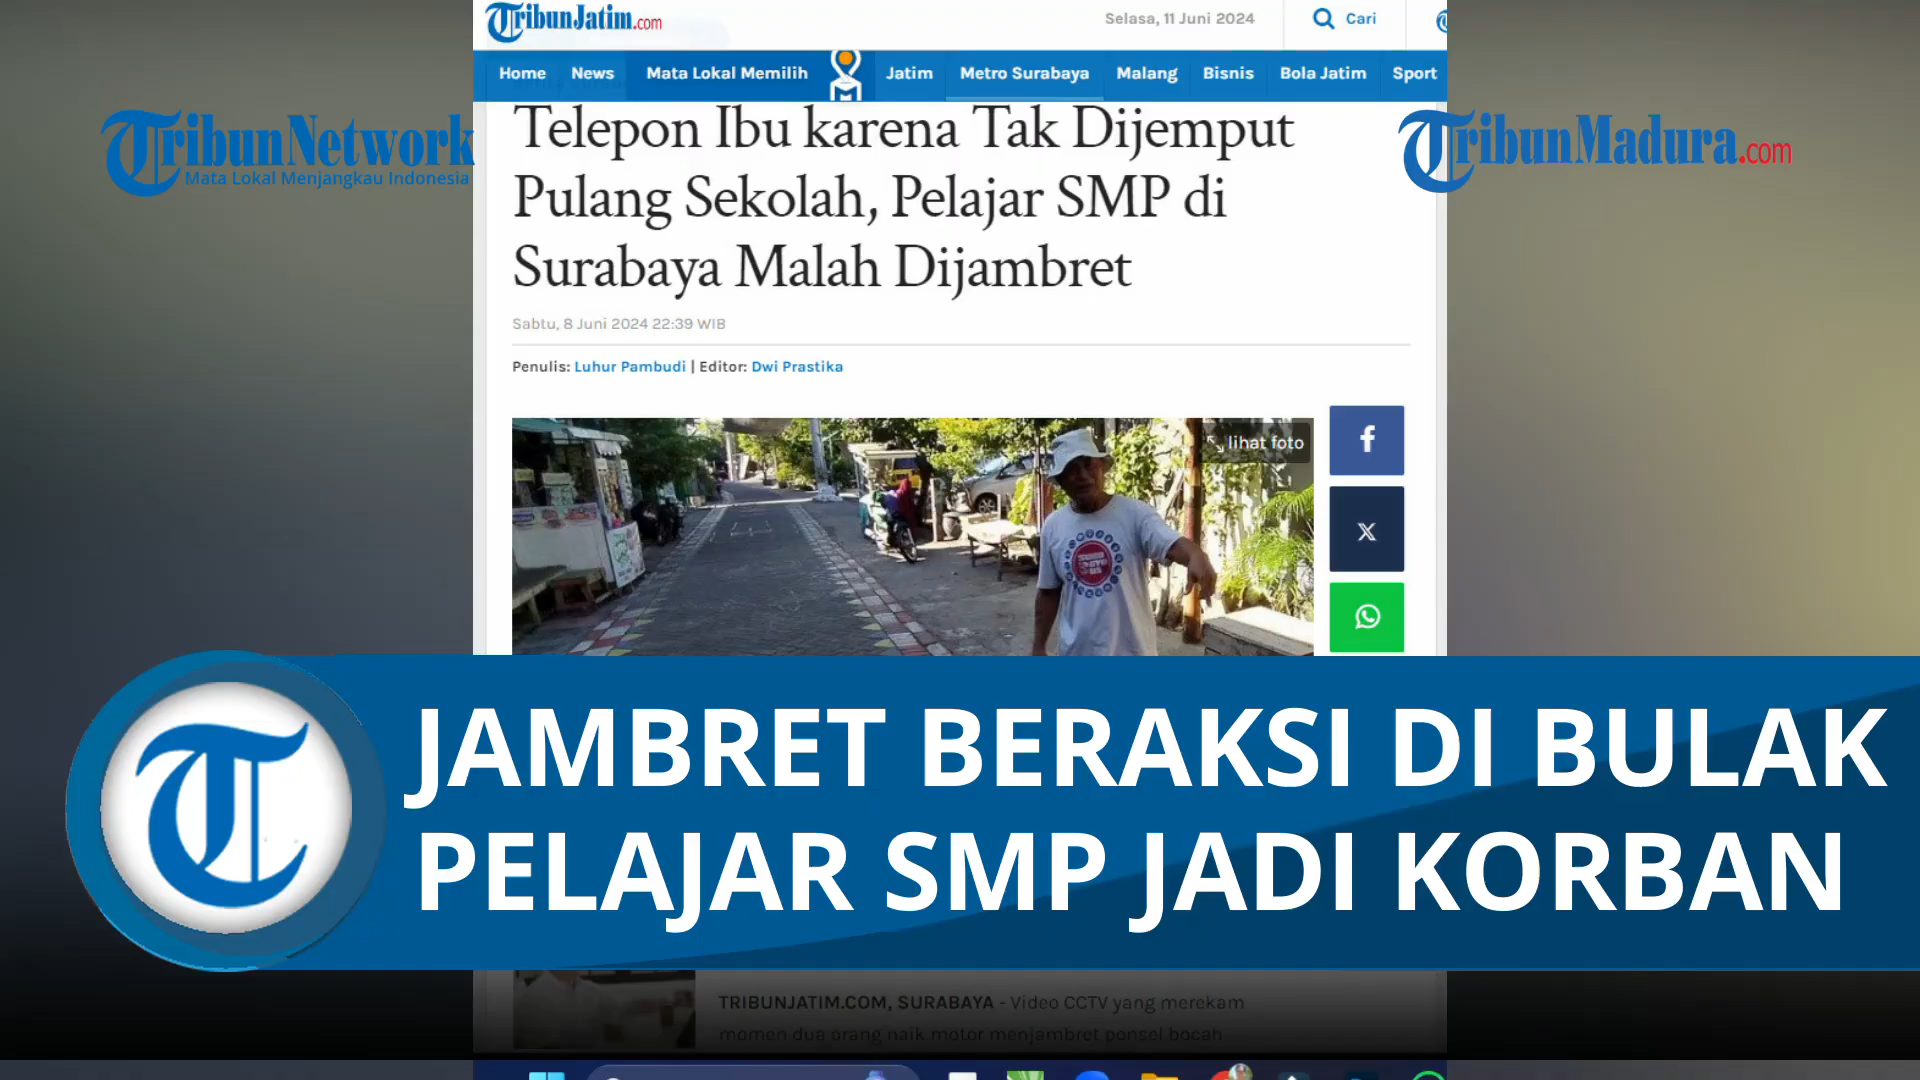 TribunJatim.com
Selasa, 11 Juni 2024
Cari
Home News Mata Lokal Memilih Jatim Metro Surabaya Malang Bisnis Bola Jatim Sport
TribunNetwork
Mata Lokal Menjangkau Indonesia
TribunMadura.com
Telepon Ibu karena Tak Dijemput
Pulang Sekolah, Pelajar SMP di
Surabaya Malah Dijambret
Sabtu, 8 Juni 2024 22:39 WIB
Penulis: Luhur Pambudi | Editor: Dwi Prastika
lihat foto
JAMBRET BERAKSI DI BULAK
PELAJAR SMP JADI KORBAN
TRIBUNJATIM.COM, SURABAYA - Video CCTV yang merekam
momen dua orang naik motor menjambret ponsel bocah